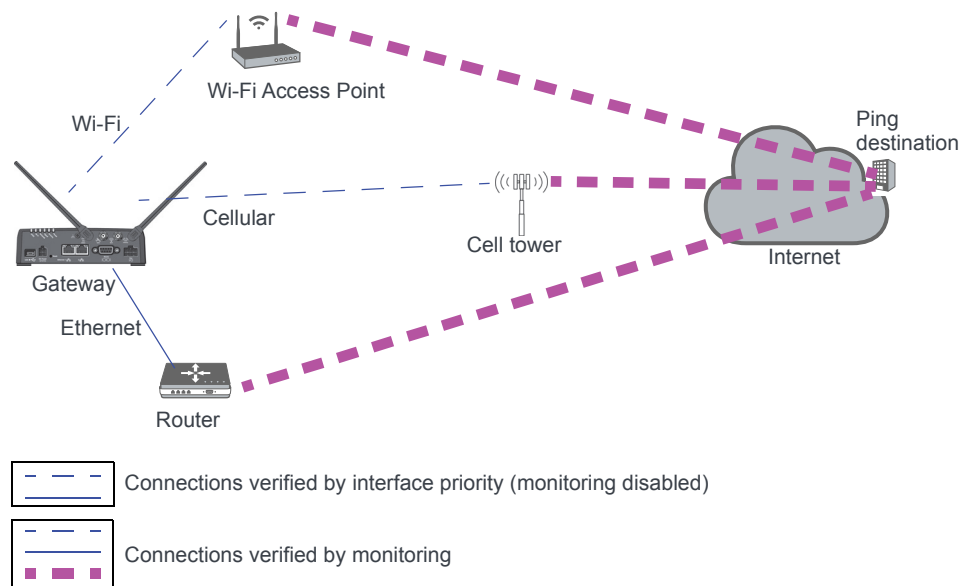 Wi-Fi Access Point
Ping
destination
Wi-Fi
Cellular
Cell tower
Internet
Gateway
Ethernet
Router
Connections verified by interface priority (monitoring disabled)
Connections verified by monitoring